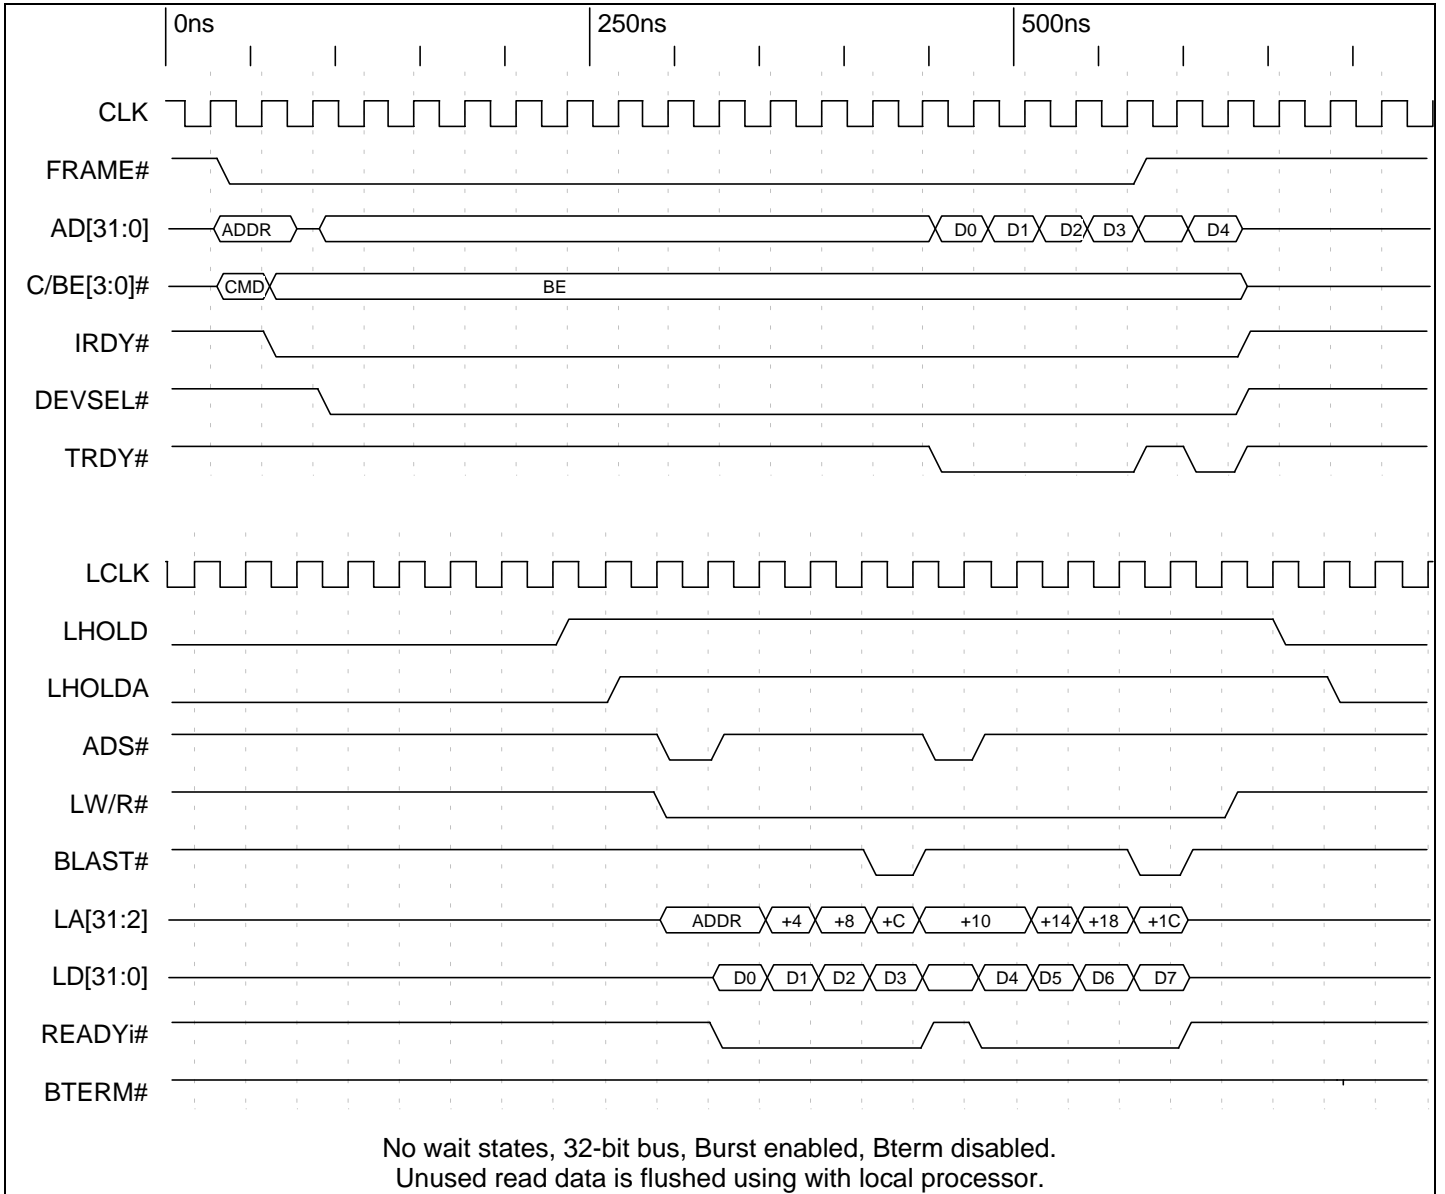 0ns 250ns 500ns
CLK
FRAME#
AD[31:0] ADDR D0 D1 D2 D3 D4
C/BE[3:0]# CMD BE
IRDY#
DEVSEL#
TRDY#
LCLK
LHOLD
LHOLDA
ADS#
LW/R#
BLAST#
LA[31:2] ADDR +4 +8 +C +10 +14 +18 +1C
LD[31:0] D0 D1 D2 D3 D4 D5 D6 D7
READYi#
BTERM#
No wait states, 32-bit bus, Burst enabled, Bterm disabled.
Unused read data is flushed using with local processor.